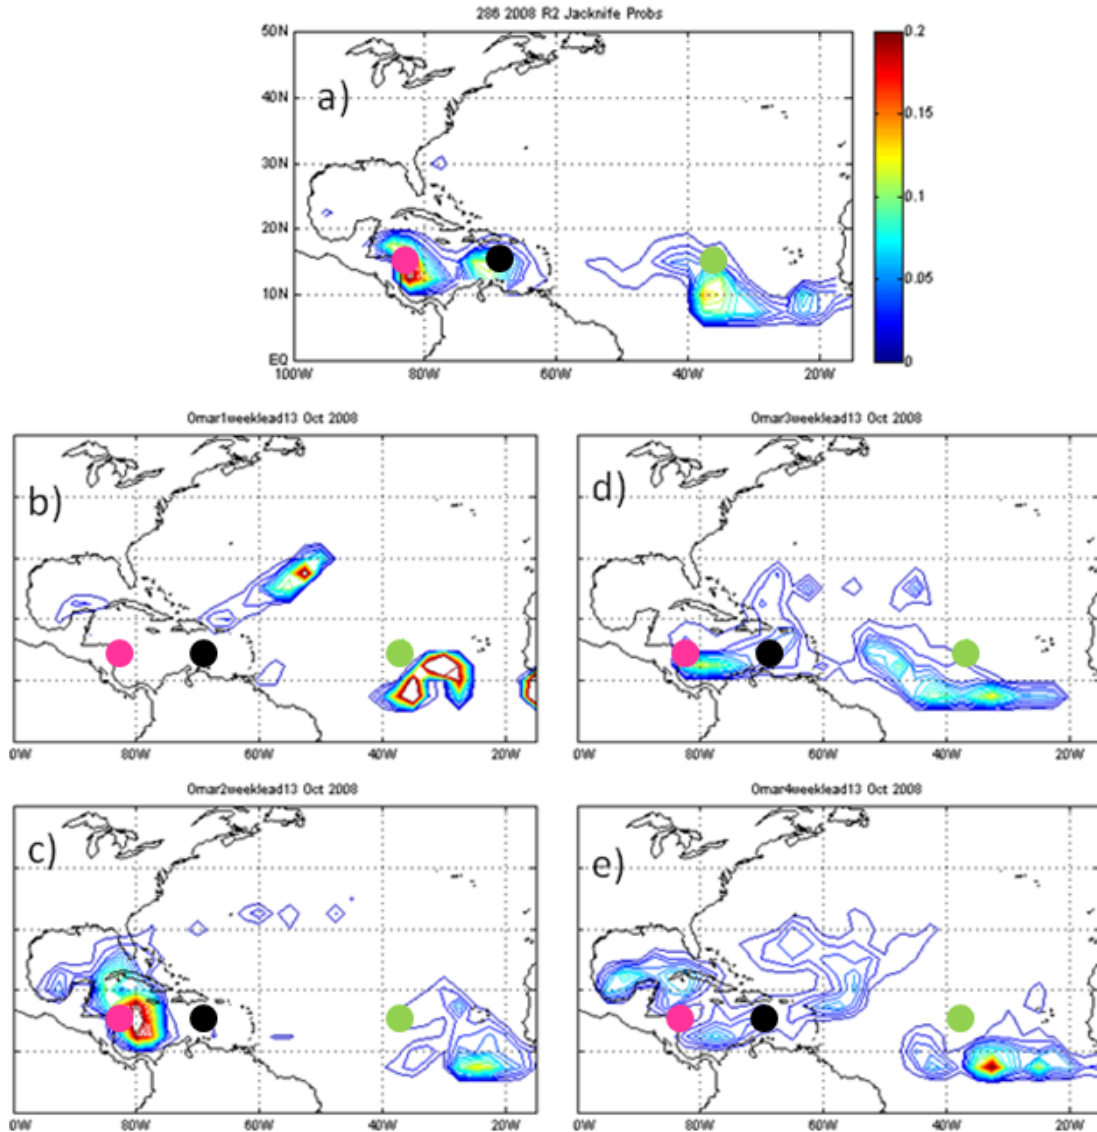 286 2008 R2 Jacknife Probs
50N
40N
30N
20N
10N
EQ
100W
80W
60W
40W
20W
a)
0.2
0.15
0.1
0.05
0
Omar1weeklead13 Oct 2008
b)
0W
80W
60W
40W
20W
Omar3weeklead13 Oct 2008
d)
0W
80W
60W
40W
20W
Omar2weeklead13 Oct 2008
c)
0W
80W
60W
40W
20W
Omar4weeklead13 Oct 2008
e)
0W
80W
60W
40W
20W